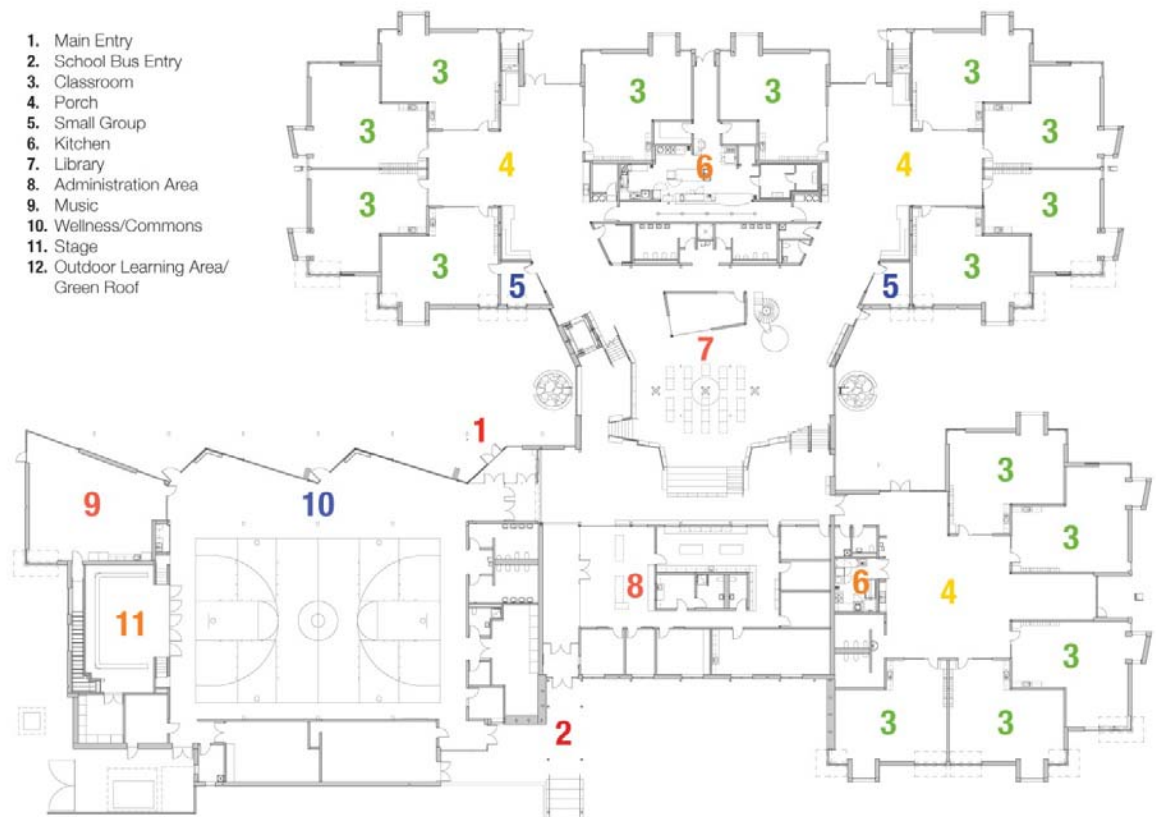 1. Main Entry
2. School Bus Entry
3. Classroom
4. Porch
5. Small Group
6. Kitchen
7. Library
8. Administration Area
9. Music
10. Wellness/Commons
11. Stage
12. Outdoor Learning Area/
Green Roof
3 3 3 3
3 3
4 6 4
3 3
3 3
5 5
7
1
3
9 10 3
6
8 4
11
3
2 3 3